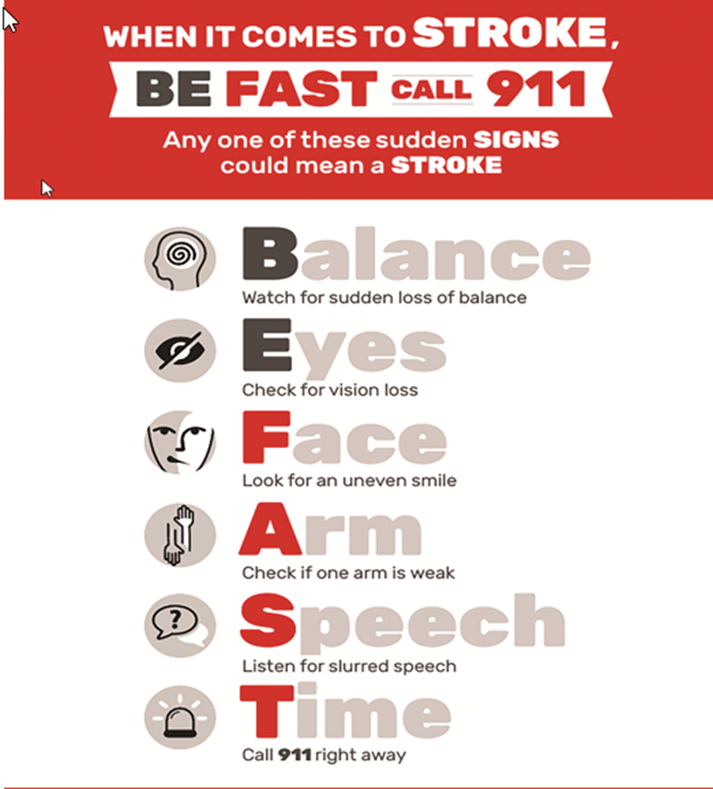 WHEN IT COMES TO STROKE,
BE FAST CALL 911
Any one of these sudden SIGNS
could mean a STROKE
Balance
Watch for sudden loss of balance
Eyes
Check for vision loss
Face
Look for an uneven smile
Arm
Check if one arm is weak
?
Speech
Listen for slurred speech
Time
Call 911 right away